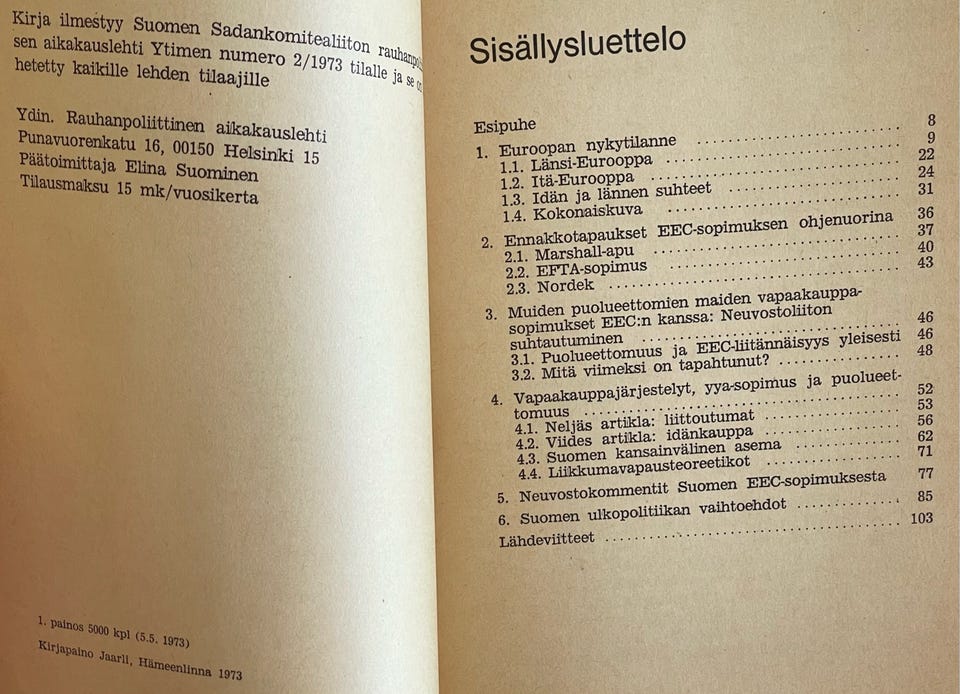 Kirja ilmestyy Suomen Sadankomitealiiton
sen aikakauslehti Ytimen numero 2/1973 tilalle ja se
hetetty kaikille lehden tilaajille
Ydin. Rauhanpoliittinen aikakauslehti
Punavuorenkatu 16, 00150 Helsinki 15
Päätoimittaja Elina Suominen
Tilausmaksu 15 mk/vuosikerta
1. painos 5000 kpl (5.5. 1973)
Kirjapaino Jaarli, Hämeenlinna 1973
Sisällysluettelo
Esipuhe
1. Euroopan nykytilanne .................... 8
1.1. Länsi-Eurooppa .................... 9
1.2. Itä-Eurooppa .................... 22
1.3. Idän ja lännen suhteet .................... 24
1.4. Kokonaiskuva .................... 31
2. Ennakkotapaukset EEC-sopimuksen ohjenuorina 36
2.1. Marshall-apu .................... 37
2.2. EFTA-sopimus .................... 40
2.3. Nordek .................... 43
3. Muiden puolueettomien maiden vapaakauppa-
sopimukset EEC:n kanssa: Neuvostoliiton
suhtautuminen .................... 46
3.1. Puolueettomuus ja EEC-liitännäisyys yleisesti 46
3.2. Mitä viimeksi on tapahtunut? .................... 48
4. Vapaakauppajärjestelyt, yya-sopimus ja puolueet-
tomuus .................... 52
4.1. Neljäs artikla: liittoutumat .................... 53
4.2. Viides artikla: idänkauppa .................... 56
4.3. Suomen kansainvälinen asema .................... 62
4.4. Liikkumavapausteoreetikot .................... 71
5. Neuvostokommentit Suomen EEC-sopimuksesta 77
6. Suomen ulkopolitiikan vaihtoehdot .................... 85
Lähdeviitteet .................... 103